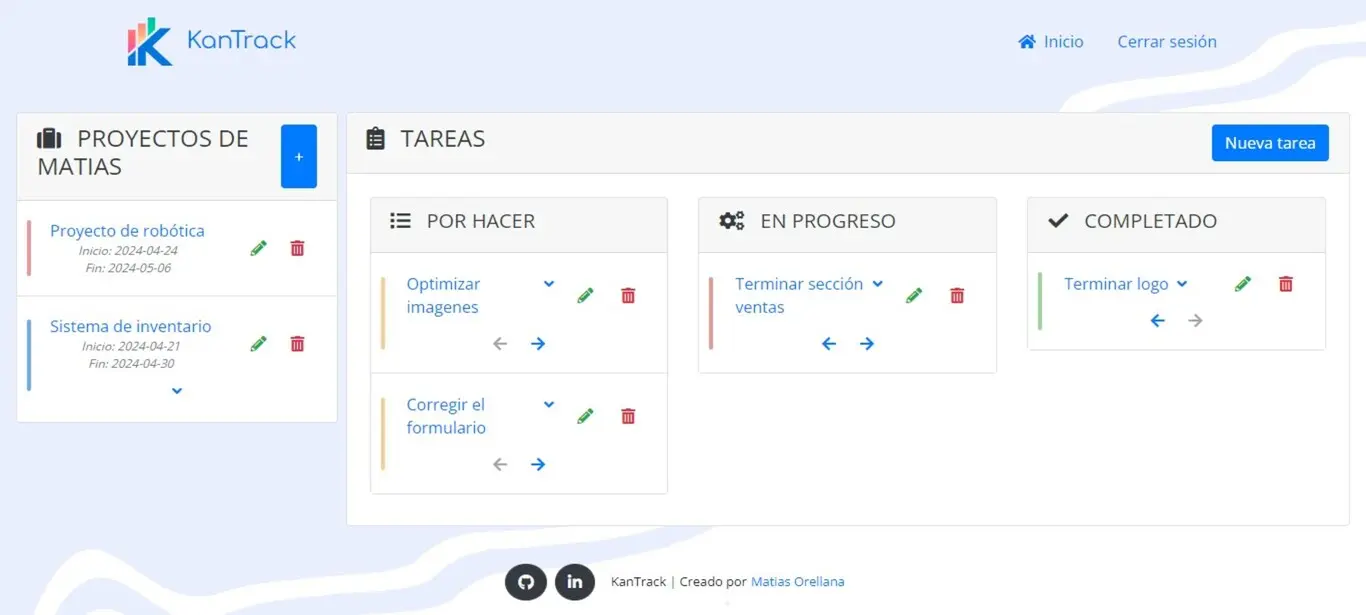 KanTrack
Inicio
Cerrar sesión
PROYECTOS DE
MATIAS
+
Proyecto de robótica
Inicio: 2024-04-24
Fin: 2024-05-06
Sistema de inventario
Inicio: 2024-04-21
Fin: 2024-04-30
TAREAS
Nueva tarea
POR HACER
Optimizar
imagenes
Corregir el
formulario
EN PROGRESO
Terminar sección
ventas
COMPLETADO
Terminar logo
KanTrack | Creado por Matias Orellana